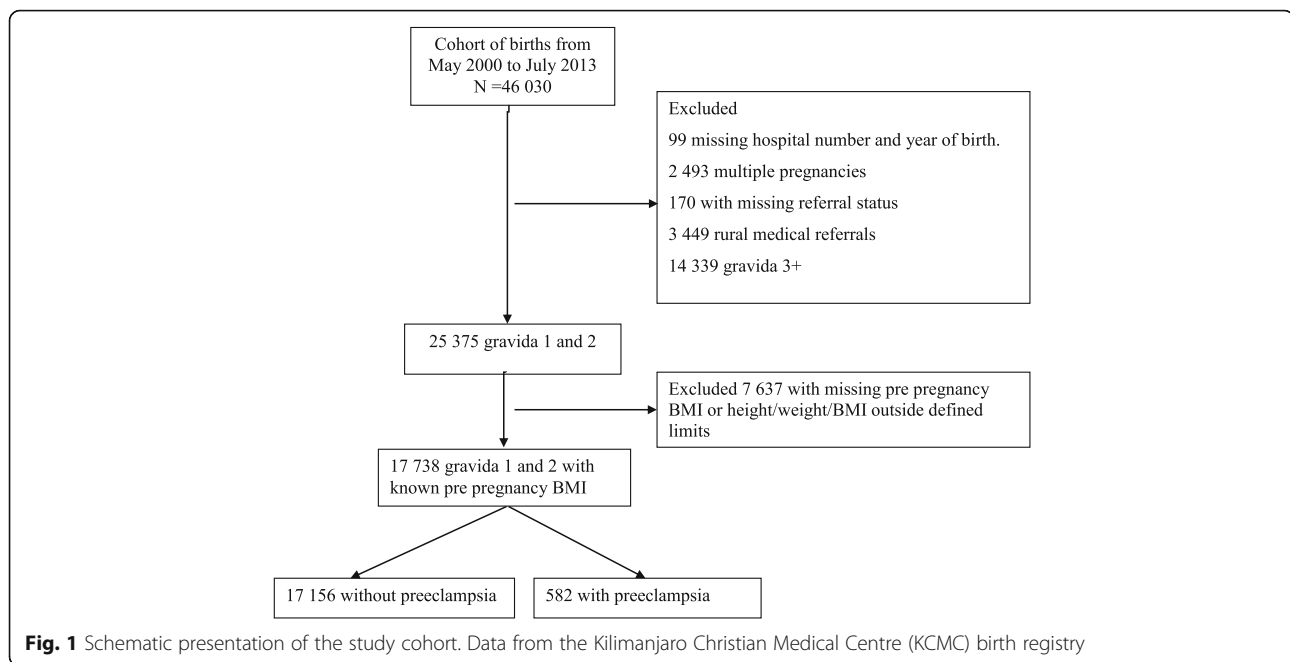 Cohort of births from
May 2000 to July 2013
N =46 030
Excluded
99 missing hospital number and year of birth.
2 493 multiple pregnancies
170 with missing referral status
3 449 rural medical referrals
14 339 gravida 3+
25 375 gravida 1 and 2
Excluded 7 637 with missing pre pregnancy
BMI or height/weight/BMI outside defined
limits
17 738 gravida 1 and 2 with
known pre pregnancy BMI
17 156 without preeclampsia
582 with preeclampsia
Fig. 1 Schematic presentation of the study cohort. Data from the Kilimanjaro Christian Medical Centre (KCMC) birth registry